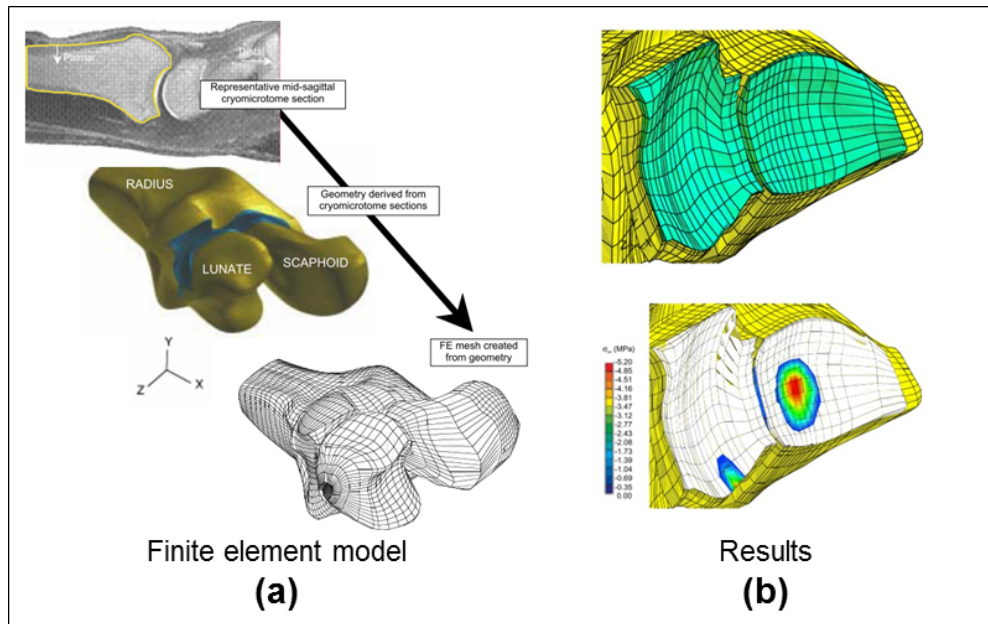 Palmar
Distal
Representative mid-sagittal
cryomicrotome section
RADIUS
Geometry derived from
cryomicrotome sections
LUNATE
SCAPHOID
Y
Z
X
FE mesh created
from geometry
(MPa)
-5.20
-4.85
-4.51
-4.16
-3.81
-3.47
-3.12
-2.77
-2.43
-2.08
-1.73
-1.39
-1.04
-0.69
-0.35
0.00
Finite element model
Results
(a)
(b)